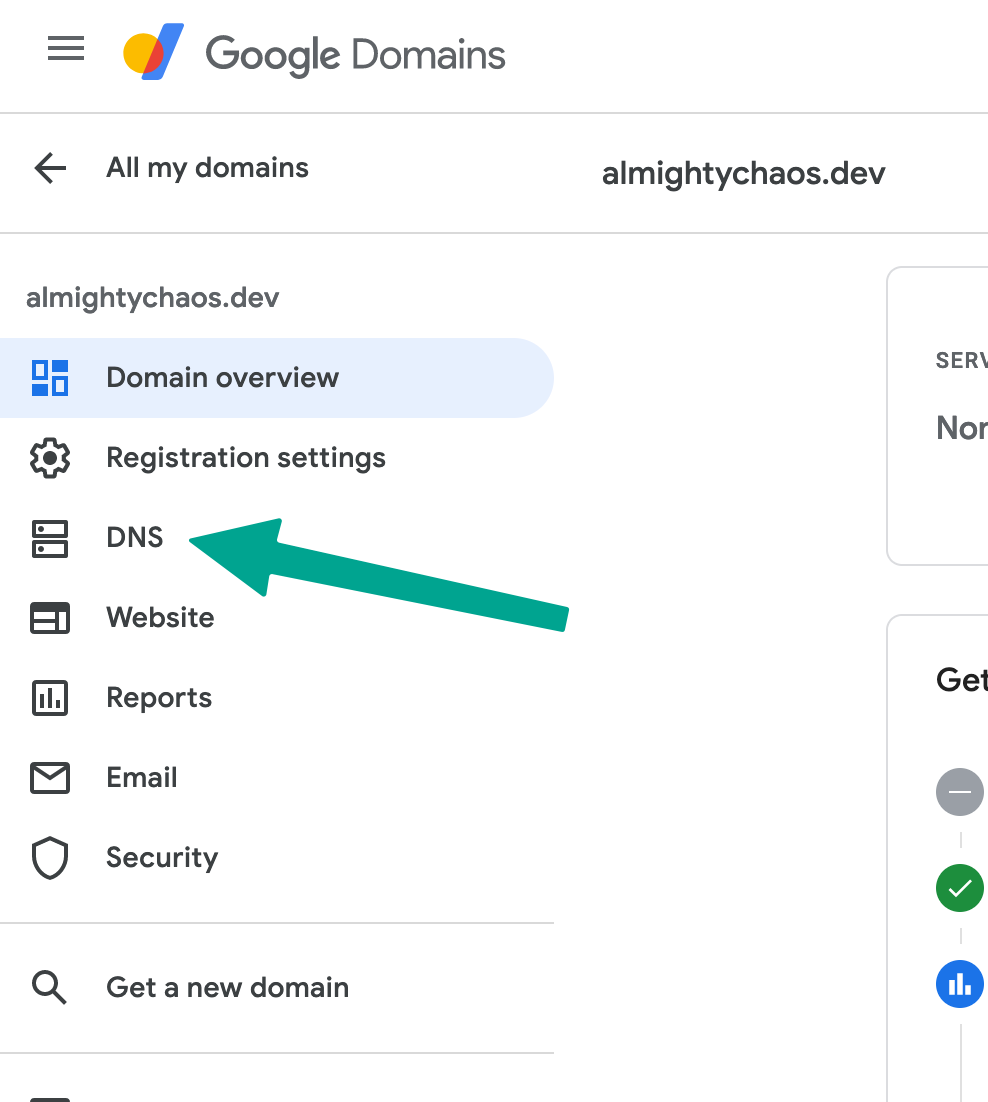 Google Domains
All my domains
almightychaos.dev
almightychaos.dev
Domain overview
Registration settings
DNS
Website
Reports
Email
Security
Get a new domain
SERV
Nor
Get